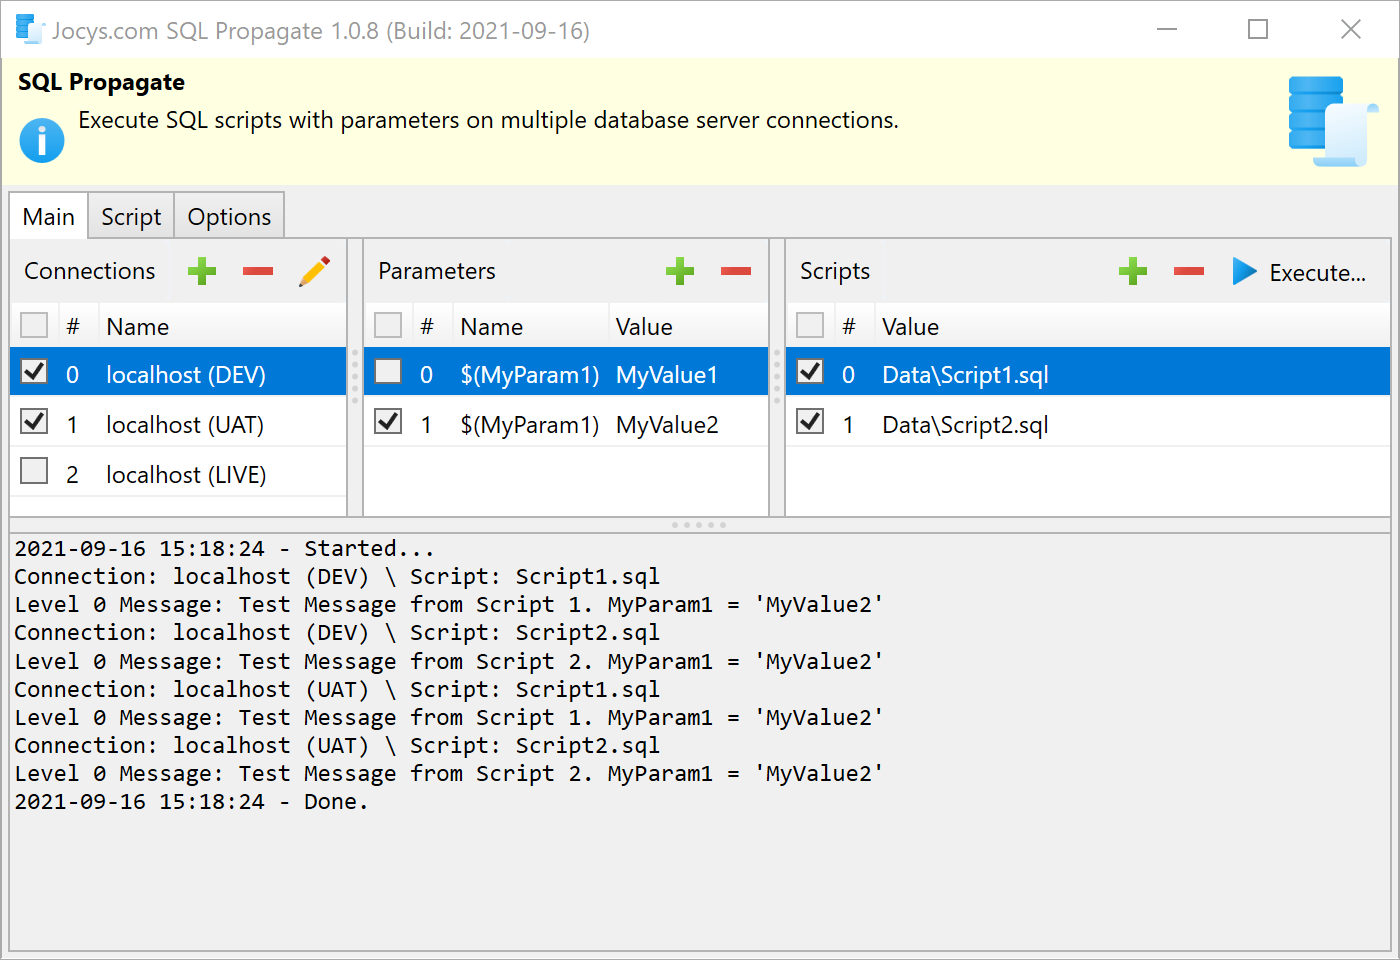 Jocys.com SQL Propagate 1.0.8 (Build: 2021-09-16)
SQL Propagate
Execute SQL scripts with parameters on multiple database server connections.
Main Script Options
Connections
# Name
0 localhost (DEV)
1 localhost (UAT)
2 localhost (LIVE)
Parameters
# Name Value
0 $(MyParam1) MyValue1
1 $(MyParam1) MyValue2
Scripts Execute...
# Value
0 Data\Script1.sql
1 Data\Script2.sql
2021-09-16 15:18:24 - Started...
Connection: localhost (DEV) \ Script: Script1.sql
Level 0 Message: Test Message from Script 1. MyParam1 = 'MyValue2'
Connection: localhost (DEV) \ Script: Script2.sql
Level 0 Message: Test Message from Script 2. MyParam1 = 'MyValue2'
Connection: localhost (UAT) \ Script: Script1.sql
Level 0 Message: Test Message from Script 1. MyParam1 = 'MyValue2'
Connection: localhost (UAT) \ Script: Script2.sql
Level 0 Message: Test Message from Script 2. MyParam1 = 'MyValue2'
2021-09-16 15:18:24 - Done.